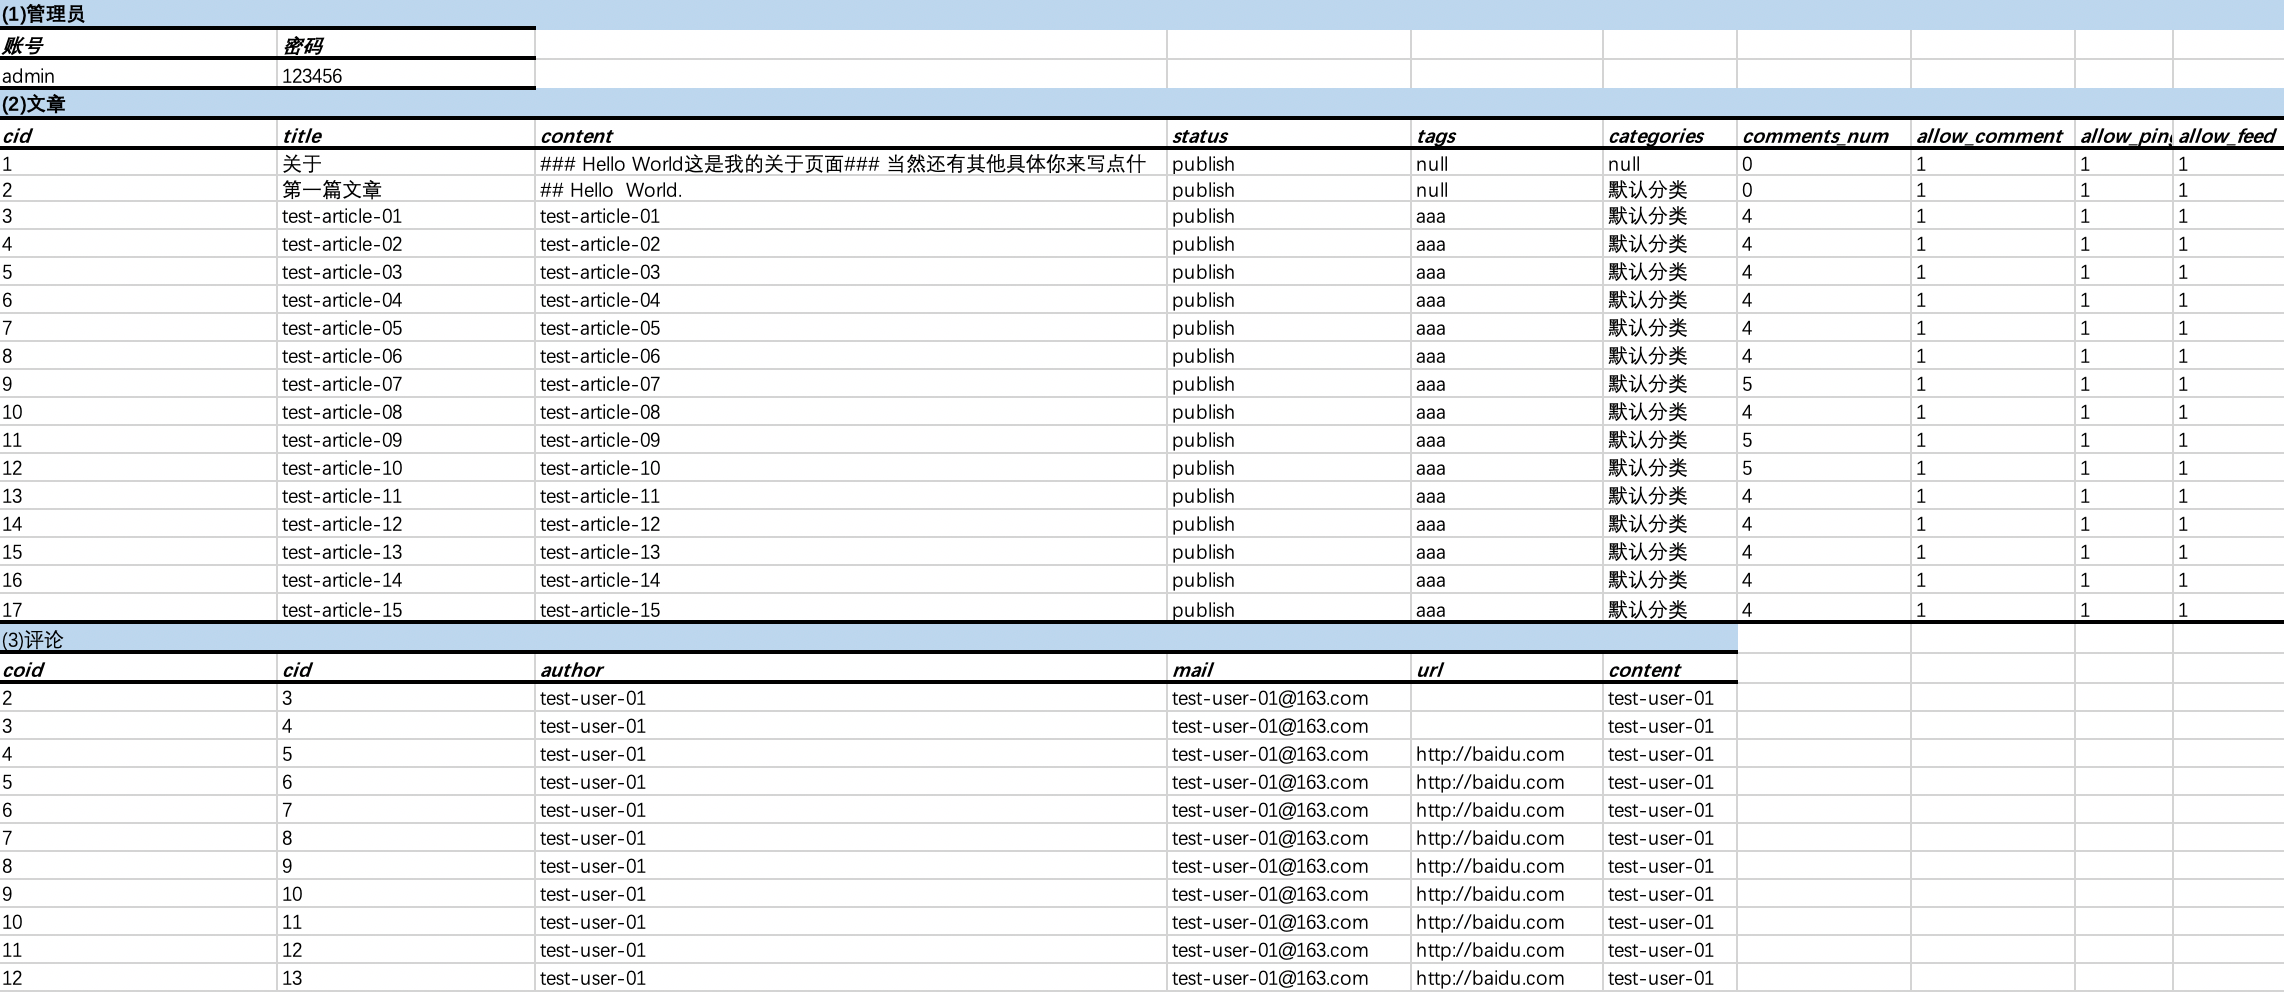 (1)管理员
账号 密码
admin 123456
(2)文章
cid title content status tags categories comments_num allow_comment allow_ping allow_feed
1 关于 ### Hello World这是我的关于页面### 当然还有其他具体你来写点什 publish null null 0 1 1 1
2 第一篇文章 ## Hello  World. publish null 默认分类 0 1 1 1
3 test-article-01 test-article-01 publish aaa 默认分类 4 1 1 1
4 test-article-02 test-article-02 publish aaa 默认分类 4 1 1 1
5 test-article-03 test-article-03 publish aaa 默认分类 4 1 1 1
6 test-article-04 test-article-04 publish aaa 默认分类 4 1 1 1
7 test-article-05 test-article-05 publish aaa 默认分类 4 1 1 1
8 test-article-06 test-article-06 publish aaa 默认分类 4 1 1 1
9 test-article-07 test-article-07 publish aaa 默认分类 5 1 1 1
10 test-article-08 test-article-08 publish aaa 默认分类 4 1 1 1
11 test-article-09 test-article-09 publish aaa 默认分类 5 1 1 1
12 test-article-10 test-article-10 publish aaa 默认分类 5 1 1 1
13 test-article-11 test-article-11 publish aaa 默认分类 4 1 1 1
14 test-article-12 test-article-12 publish aaa 默认分类 4 1 1 1
15 test-article-13 test-article-13 publish aaa 默认分类 4 1 1 1
16 test-article-14 test-article-14 publish aaa 默认分类 4 1 1 1
17 test-article-15 test-article-15 publish aaa 默认分类 4 1 1 1
(3)评论
coid cid author mail url content
2 3 test-user-01 test-user-01@163.com test-user-01
3 4 test-user-01 test-user-01@163.com test-user-01
4 5 test-user-01 test-user-01@163.com http://baidu.com test-user-01
5 6 test-user-01 test-user-01@163.com http://baidu.com test-user-01
6 7 test-user-01 test-user-01@163.com http://baidu.com test-user-01
7 8 test-user-01 test-user-01@163.com http://baidu.com test-user-01
8 9 test-user-01 test-user-01@163.com http://baidu.com test-user-01
9 10 test-user-01 test-user-01@163.com http://baidu.com test-user-01
10 11 test-user-01 test-user-01@163.com http://baidu.com test-user-01
11 12 test-user-01 test-user-01@163.com http://baidu.com test-user-01
12 13 test-user-01 test-user-01@163.com http://baidu.com test-user-01